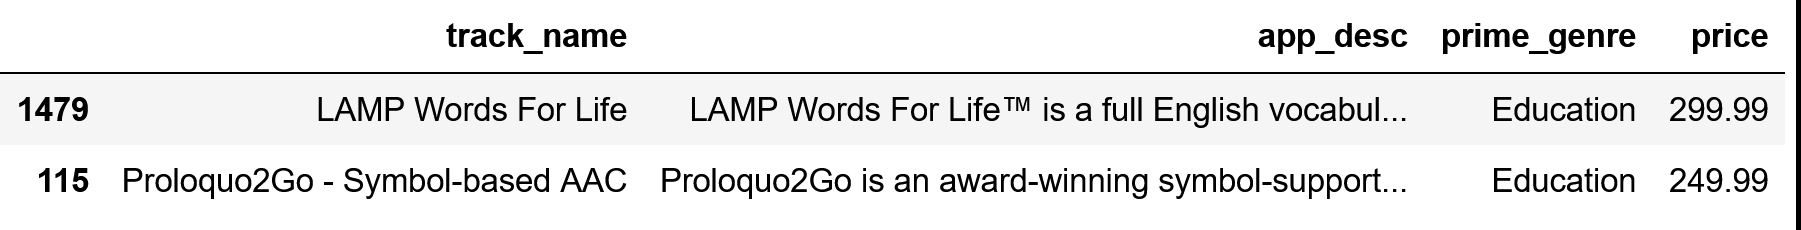 track_name app_desc prime_genre price
1479 LAMP Words For Life LAMP Words For Life™ is a full English vocabul... Education 299.99
115 Proloquo2Go - Symbol-based AAC Proloquo2Go is an award-winning symbol-support... Education 249.99